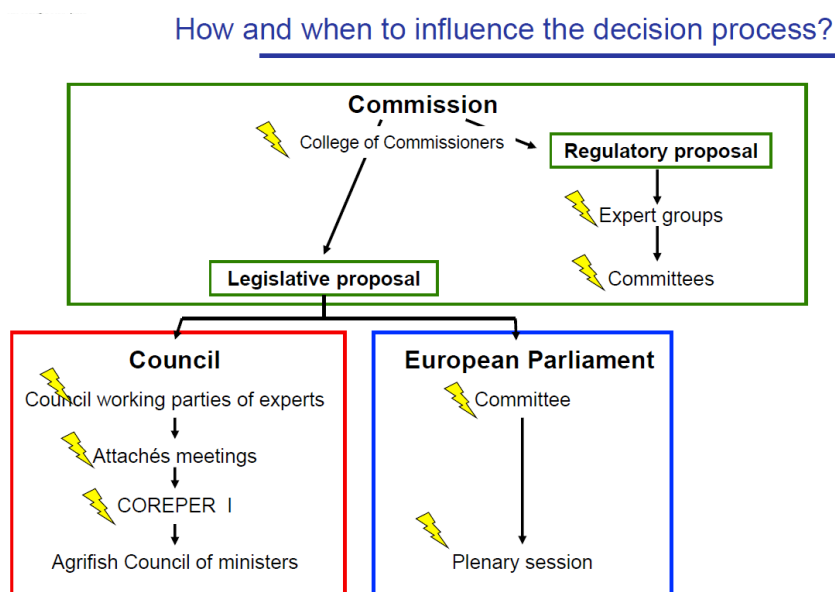 How and when to influence the decision process?
Commission
College of Commissioners
Regulatory proposal
Expert groups
Committees
Legislative proposal
Council
Council working parties of experts
Attachés meetings
COREPER I
Agrifish Council of ministers
European Parliament
Committee
Plenary session